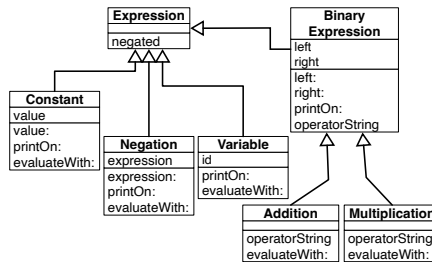 Expression
negated
Binary
Expression
left
right
left:
right:
printOn:
operatorString
Constant
value
value:
printOn:
evaluateWith:
Negation
expression
expression:
printOn:
evaluateWith:
Variable
id
printOn:
evaluateWith:
Addition
operatorString
evaluateWith:
Multiplication
operatorString
evaluateWith: